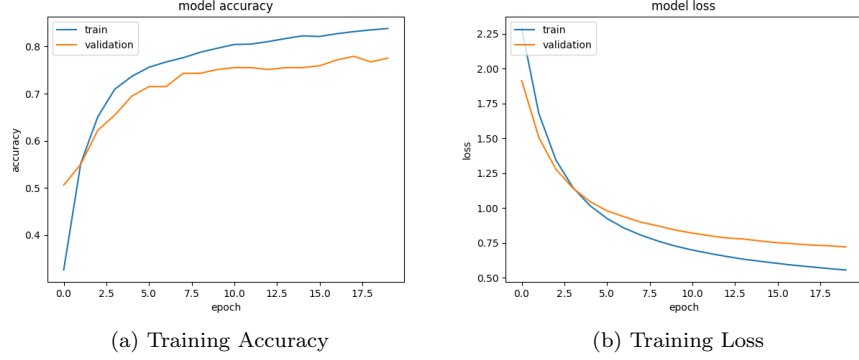 model accuracy
train
validation
0.8
0.7
0.6
0.5
0.4
accuracy
0.0 2.5 5.0 7.5 10.0 12.5 15.0 17.5
epoch
(a) Training Accuracy
model loss
train
validation
2.25
2.00
1.75
1.50
1.25
1.00
0.75
0.50
loss
0.0 2.5 5.0 7.5 10.0 12.5 15.0 17.5
epoch
(b) Training Loss